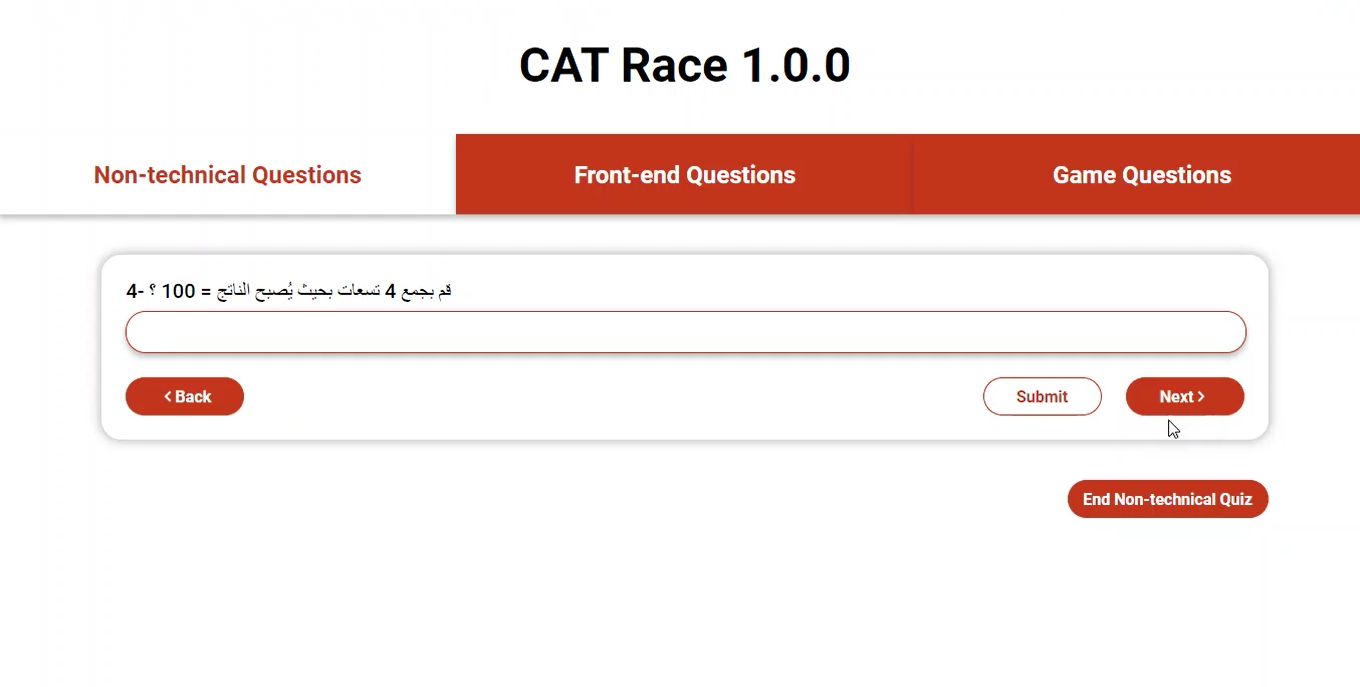 CAT Race 1.0.0
Non-technical Questions
Front-end Questions
Game Questions
4- قم بجمع 4 تسعات بحيث يُصبح الناتج = 100 ؟
< Back
Submit
Next >
End Non-technical Quiz